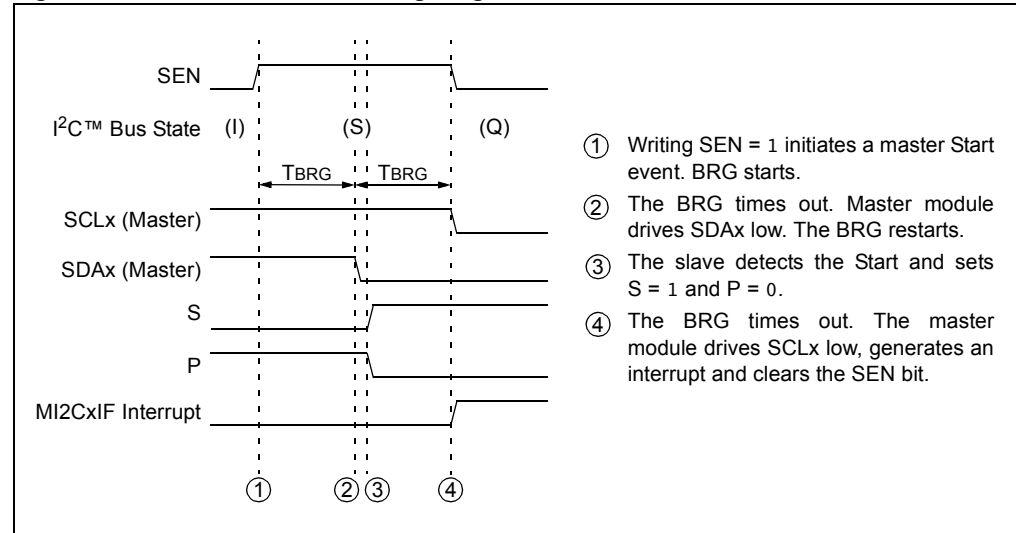 SEN
I²C™ Bus State (I) (S) (Q)
TBRG TBRG
SCLx (Master)
SDAx (Master)
S
P
MI2CxIF Interrupt
① ② ③ ④
① Writing SEN = 1 initiates a master Start
event. BRG starts.
② The BRG times out. Master module
drives SDAx low. The BRG restarts.
③ The slave detects the Start and sets
S = 1 and P = 0.
④ The BRG times out. The master
module drives SCLx low, generates an
interrupt and clears the SEN bit.